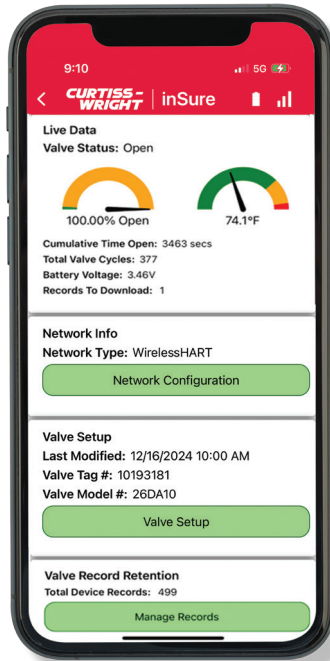 9:10
5G
CURTISS-
WRIGHT | inSure
Live Data
Valve Status: Open
100.00% Open
74.1°F
Cumulative Time Open: 3463 secs
Total Valve Cycles: 377
Battery Voltage: 3.46V
Records To Download: 1
Network Info
Network Type: WirelessHART
Network Configuration
Valve Setup
Last Modified: 12/16/2024 10:00 AM
Valve Tag #: 10193181
Valve Model #: 26DA10
Valve Setup
Valve Record Retention
Total Device Records: 499
Manage Records